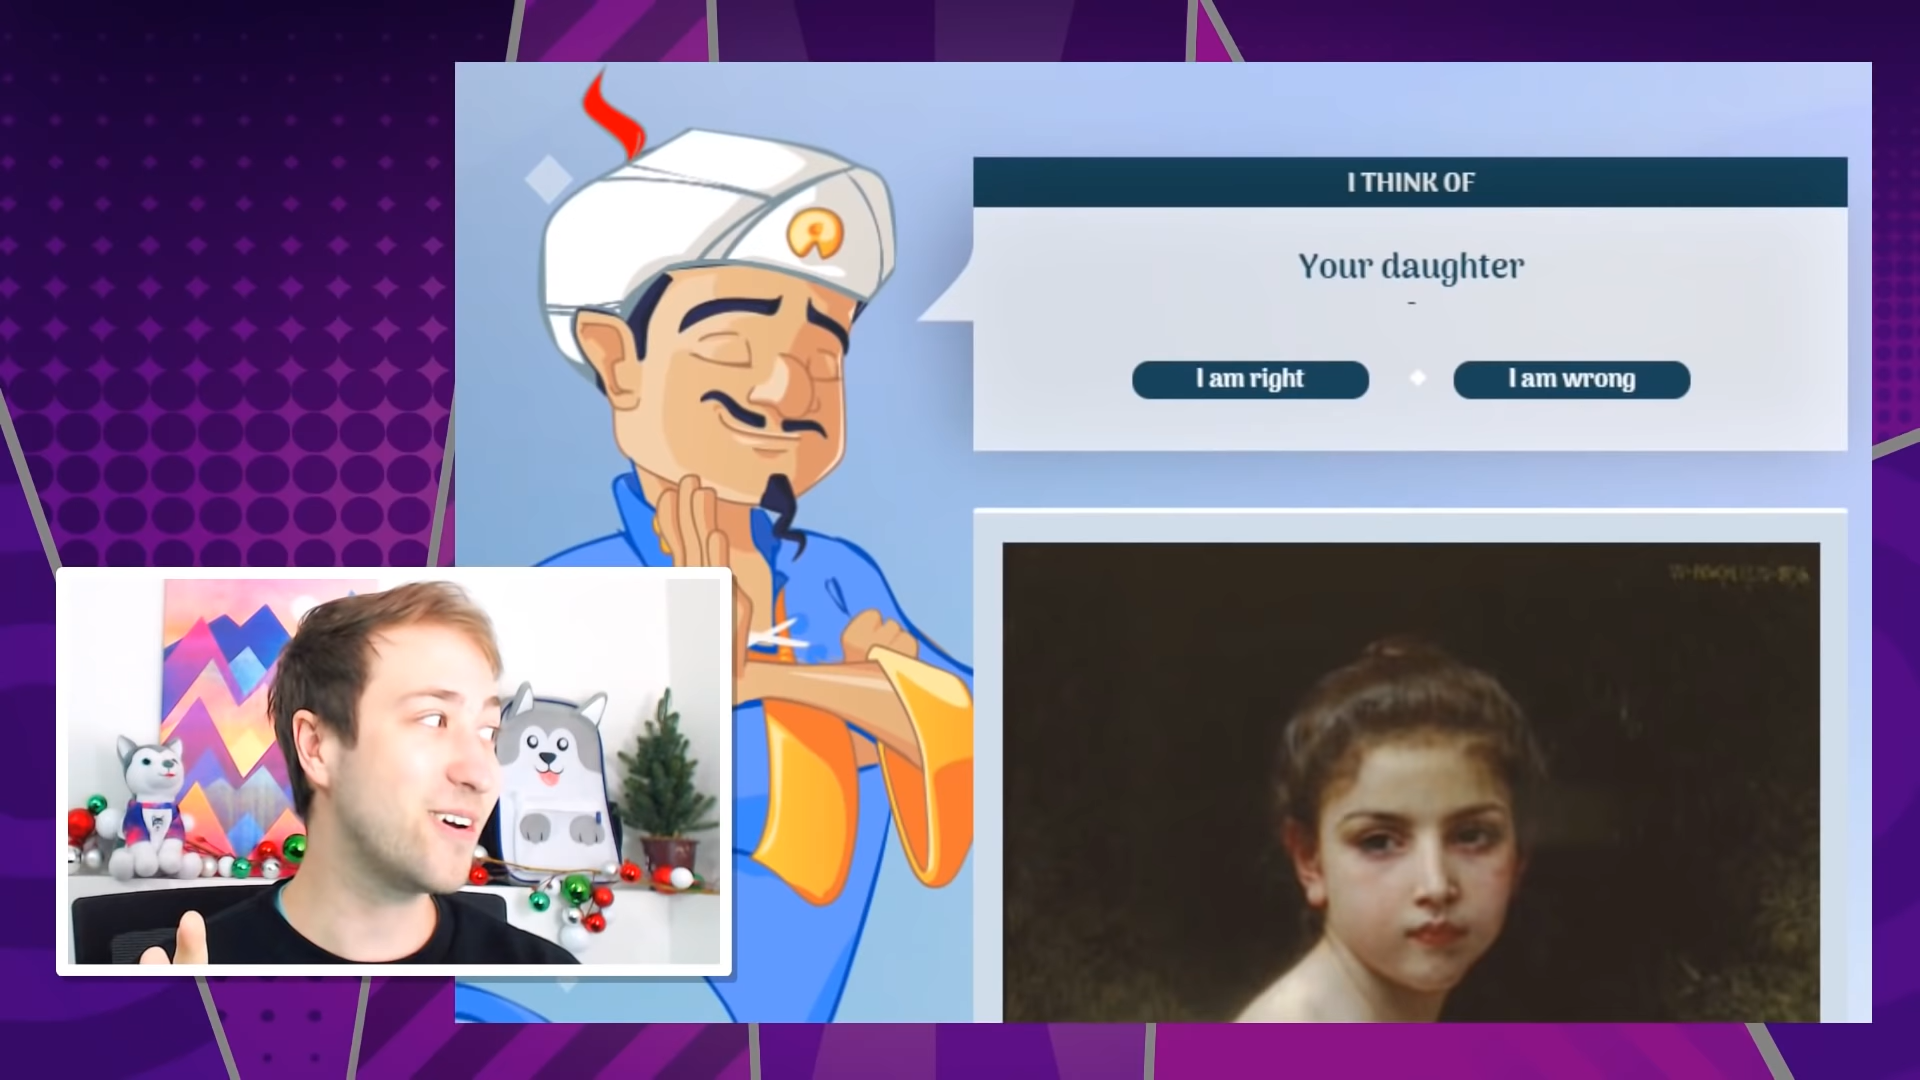 I THINK OF
Your daughter
-
I am right
I am wrong